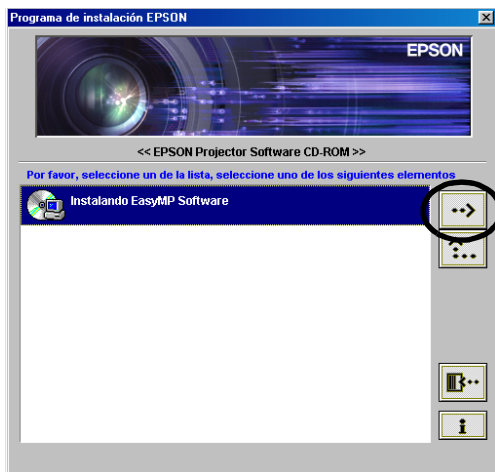 Programa de instalación EPSON
EPSON
<< EPSON Projector Software CD-ROM >>
Por favor, seleccione un de la lista, seleccione uno de los siguientes elementos
Instalando EasyMP Software